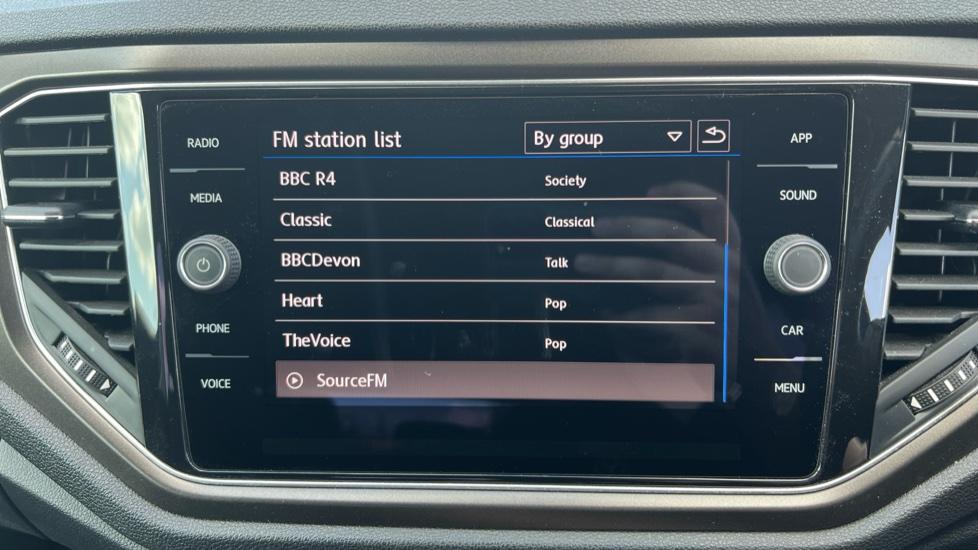 RADIO
MEDIA
PHONE
VOICE
FM station list By group
BBC R4 Society
Classic Classical
BBCDevon Talk
Heart Pop
TheVoice Pop
SourceFM
APP
SOUND
CAR
MENU